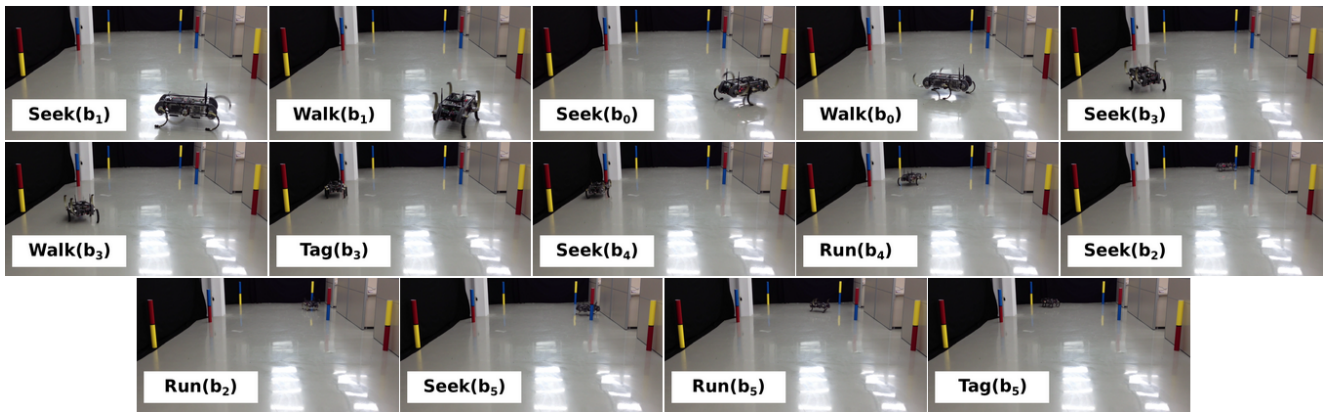 Seek(b₁)
Walk(b₁)
Seek(b₀)
Walk(b₀)
Seek(b₃)
Walk(b₃)
Tag(b₃)
Seek(b₄)
Run(b₄)
Seek(b₂)
Run(b₂)
Seek(b₅)
Run(b₅)
Tag(b₅)